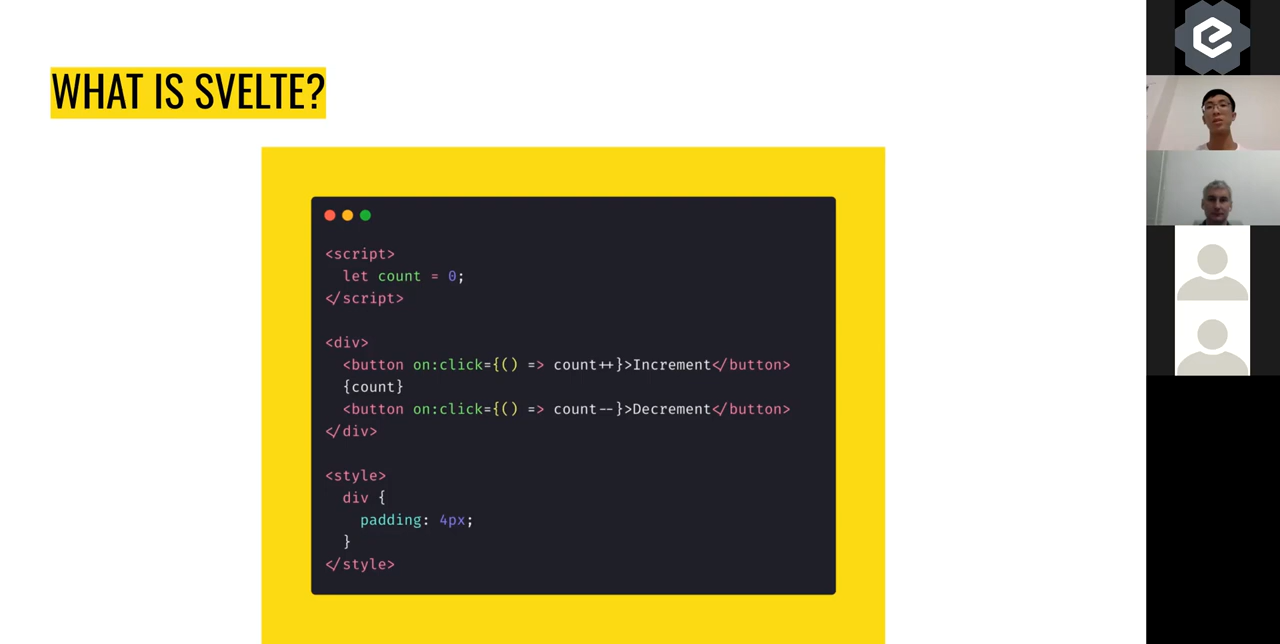 WHAT IS SVELTE?
<script>
let count = 0;
</script>
<div>
<button on:click={() => count++}>Increment</button>
{count}
<button on:click={() => count--}>Decrement</button>
</div>
<style>
div {
padding: 4px;
}
</style>